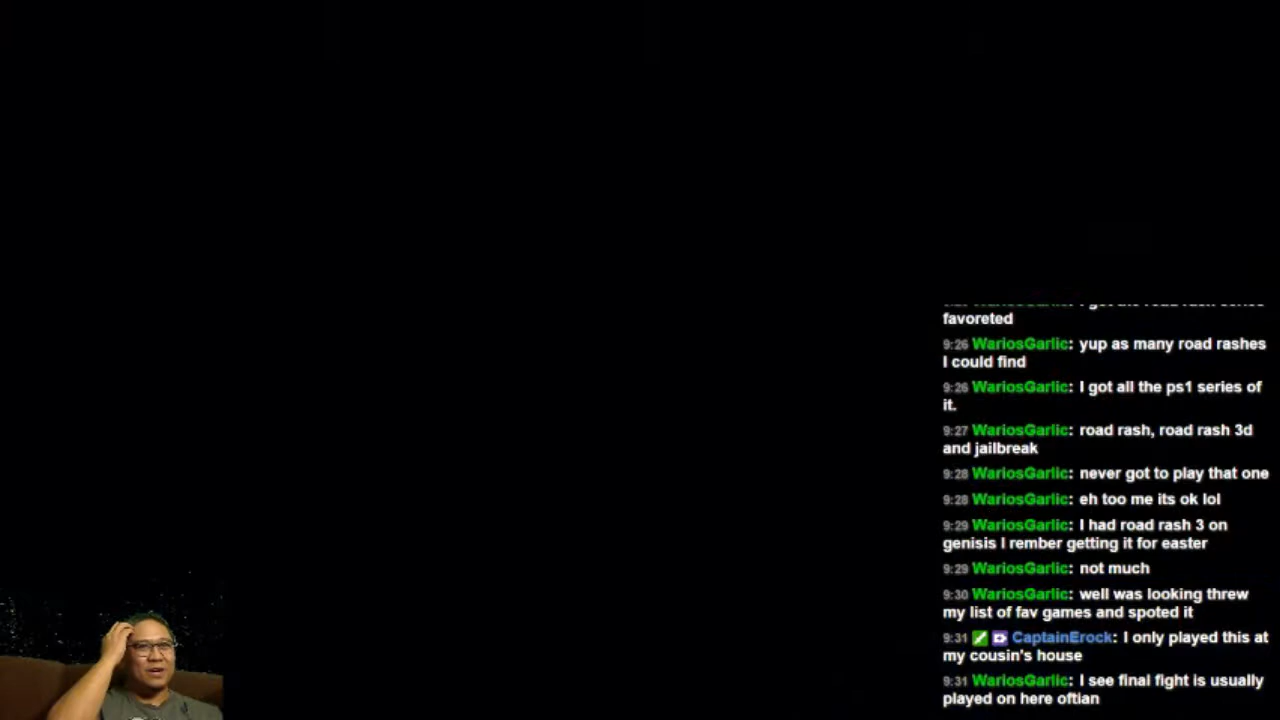 favoreted
9:26 WariosGarlic: yup as many road rashes
I could find
9:26 WariosGarlic: I got all the ps1 series of
it.
9:27 WariosGarlic: road rash, road rash 3d
and jailbreak
9:28 WariosGarlic: never got to play that one
9:28 WariosGarlic: eh too me its ok lol
9:29 WariosGarlic: I had road rash 3 on
genisis I rember getting it for easter
9:29 WariosGarlic: not much
9:30 WariosGarlic: well was looking threw
my list of fav games and spoted it
9:31 CaptainErock: I only played this at
my cousin's house
9:31 WariosGarlic: I see final fight is usually
played on here oftian